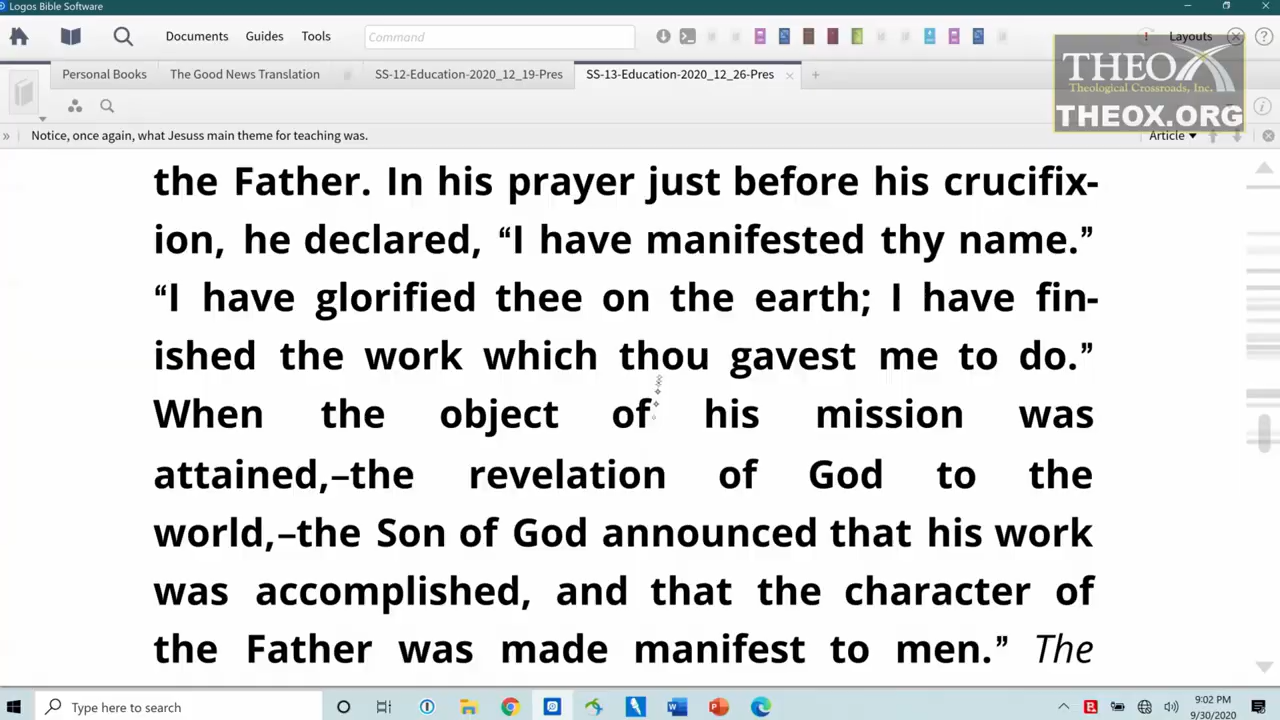 Logos Bible Software
Documents Guides Tools Command Layouts
THEOX
Theological Crossroads, Inc.
THEOX.ORG
Personal Books The Good News Translation SS-12-Education-2020_12_19-Pres SS-13-Education-2020_12_26-Pres
Notice, once again, what Jesuss main theme for teaching was. Article
the Father. In his prayer just before his crucifix-
ion, he declared, “I have manifested thy name.”
“I have glorified thee on the earth; I have fin-
ished the work which thou gavest me to do.”
When the object of his mission was
attained,–the revelation of God to the
world,–the Son of God announced that his work
was accomplished, and that the character of
the Father was made manifest to men.” The
Type here to search
9:02 PM
9/30/2020